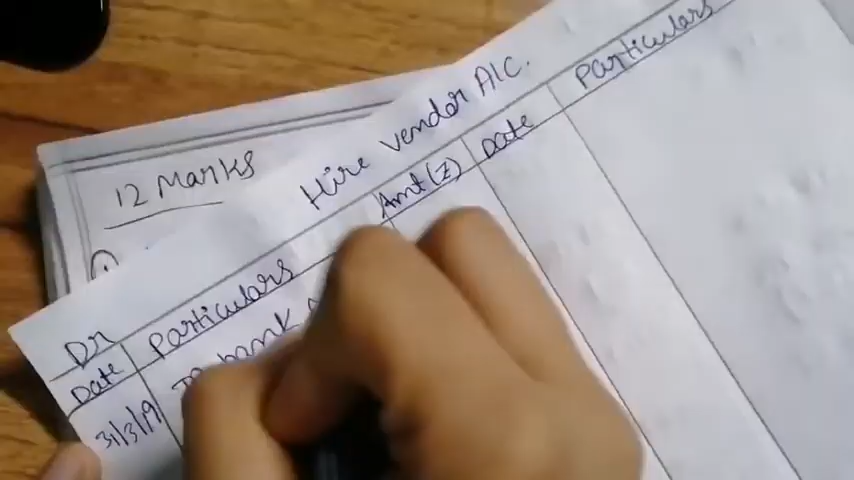 12 Marks
Hire vendor A/c.
Dr
Date Particulars Amt (₹) Date Particulars
31/3/19 To bank